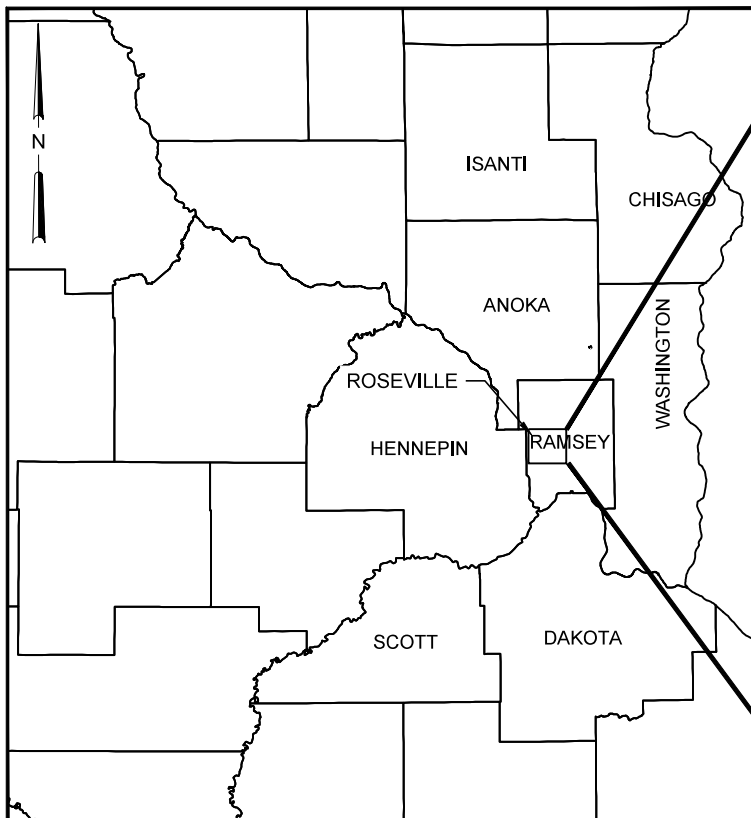 N
ISANTI
CHISAGO
ANOKA
WASHINGTON
ROSEVILLE
RAMSEY
HENNEPIN
SCOTT
DAKOTA